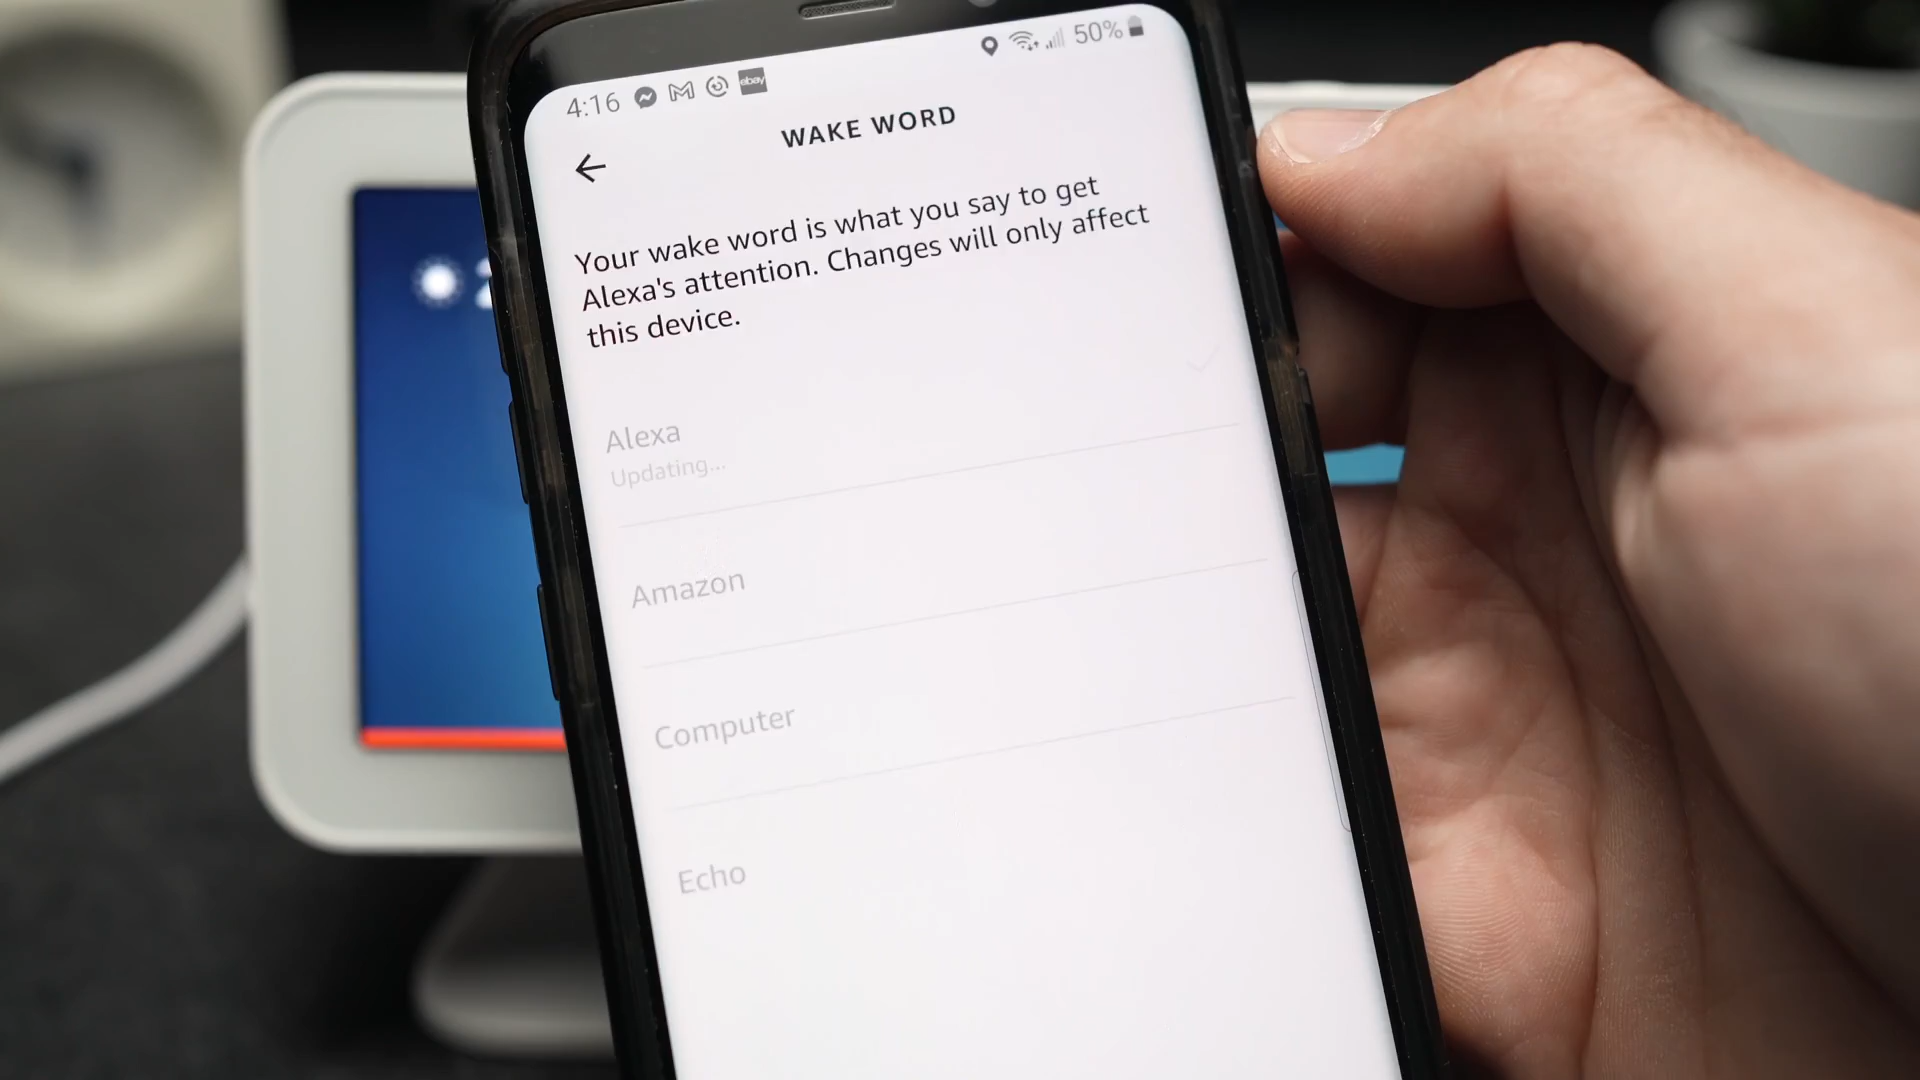 4:16
50%
ebay
WAKE WORD
Your wake word is what you say to get
Alexa's attention. Changes will only affect
this device.
Alexa
Updating...
Amazon
Computer
Echo